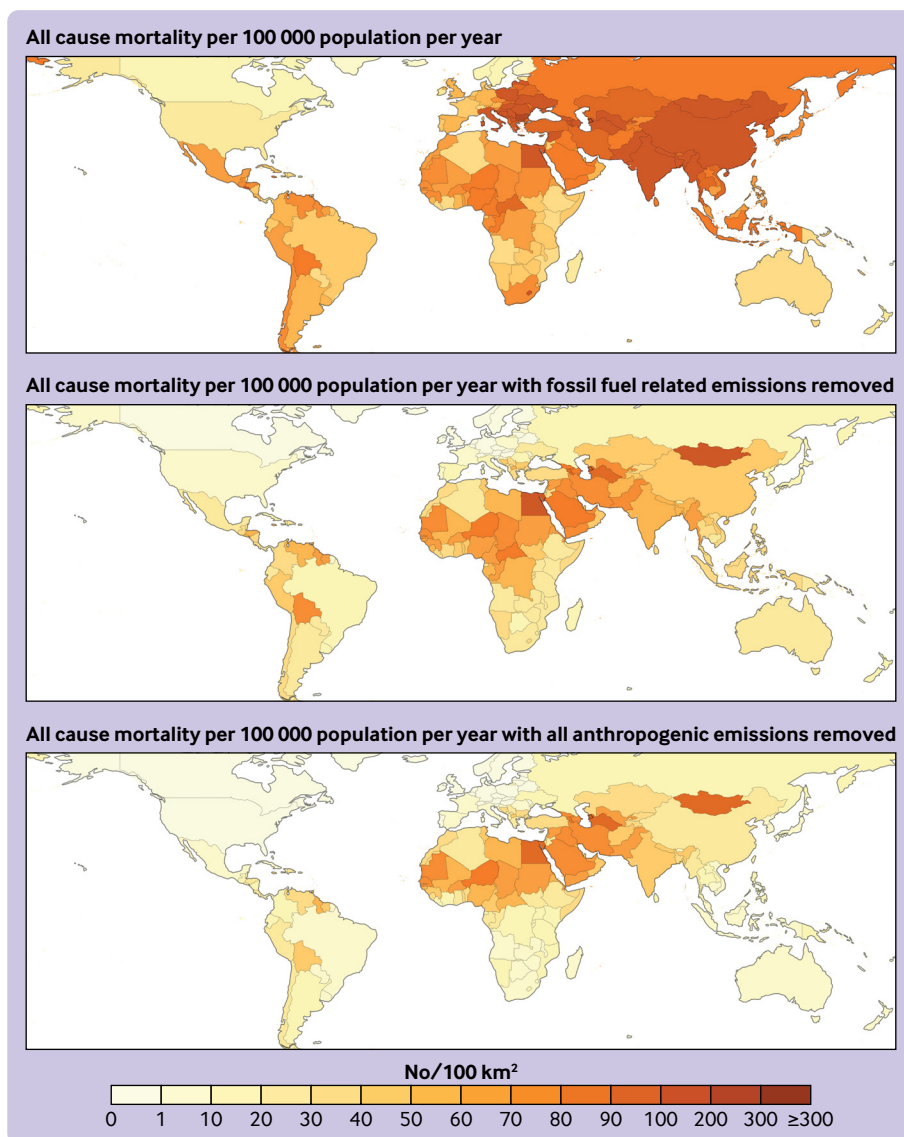 All cause mortality per 100 000 population per year
All cause mortality per 100 000 population per year with fossil fuel related emissions removed
All cause mortality per 100 000 population per year with all anthropogenic emissions removed
No/100 km²
0 1 10 20 30 40 50 60 70 80 90 100 200 300 ≥300